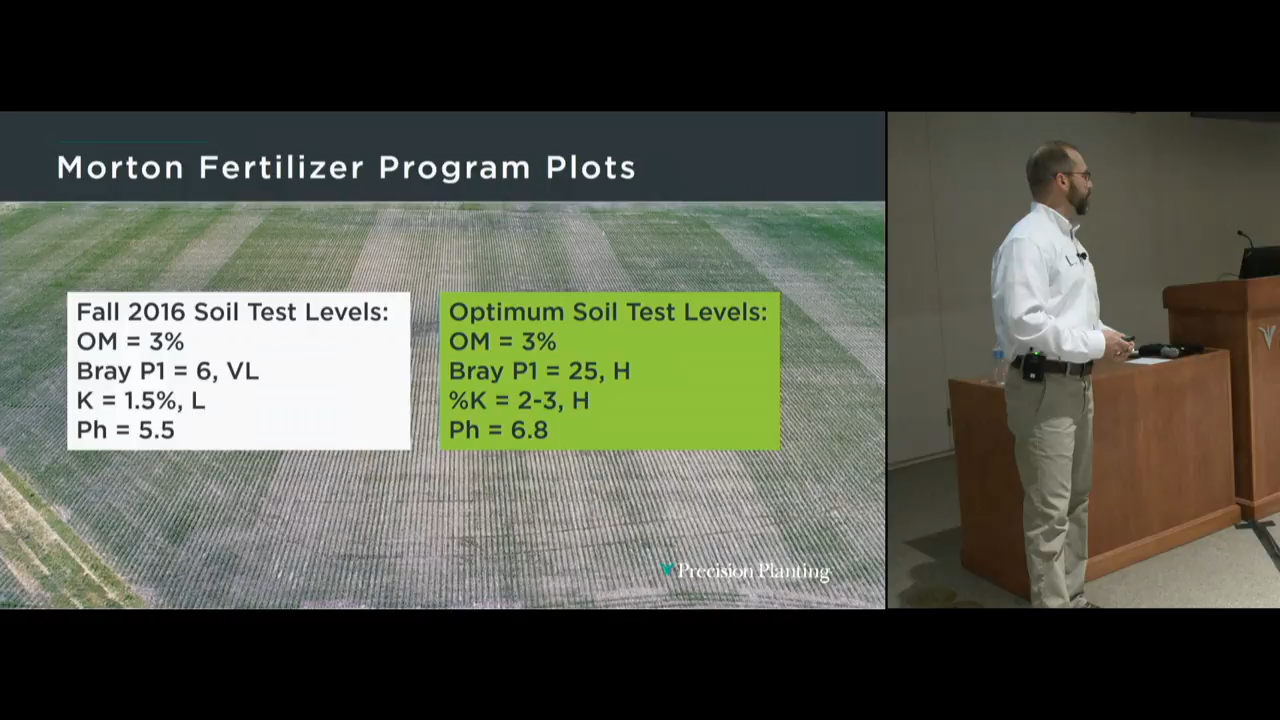 Morton Fertilizer Program Plots
Fall 2016 Soil Test Levels:
OM = 3%
Bray P1 = 6, VL
K = 1.5%, L
Ph = 5.5
Optimum Soil Test Levels:
OM = 3%
Bray P1 = 25, H
%K = 2-3, H
Ph = 6.8
Precision Planting